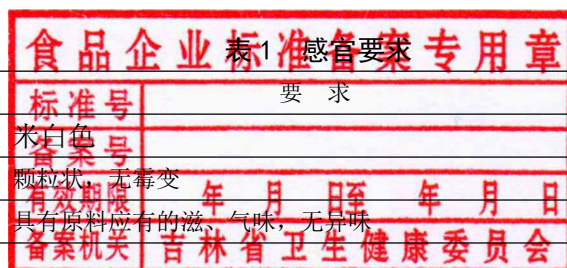 食品企业标准备案专用章
表1 感官要求
要 求
标准号
米白色
备案号
颗粒状，无霉变
有效期限 年 月 日至 年 月 日
具有原料应有的滋、气味，无异味
备案机关 吉林省卫生健康委员会